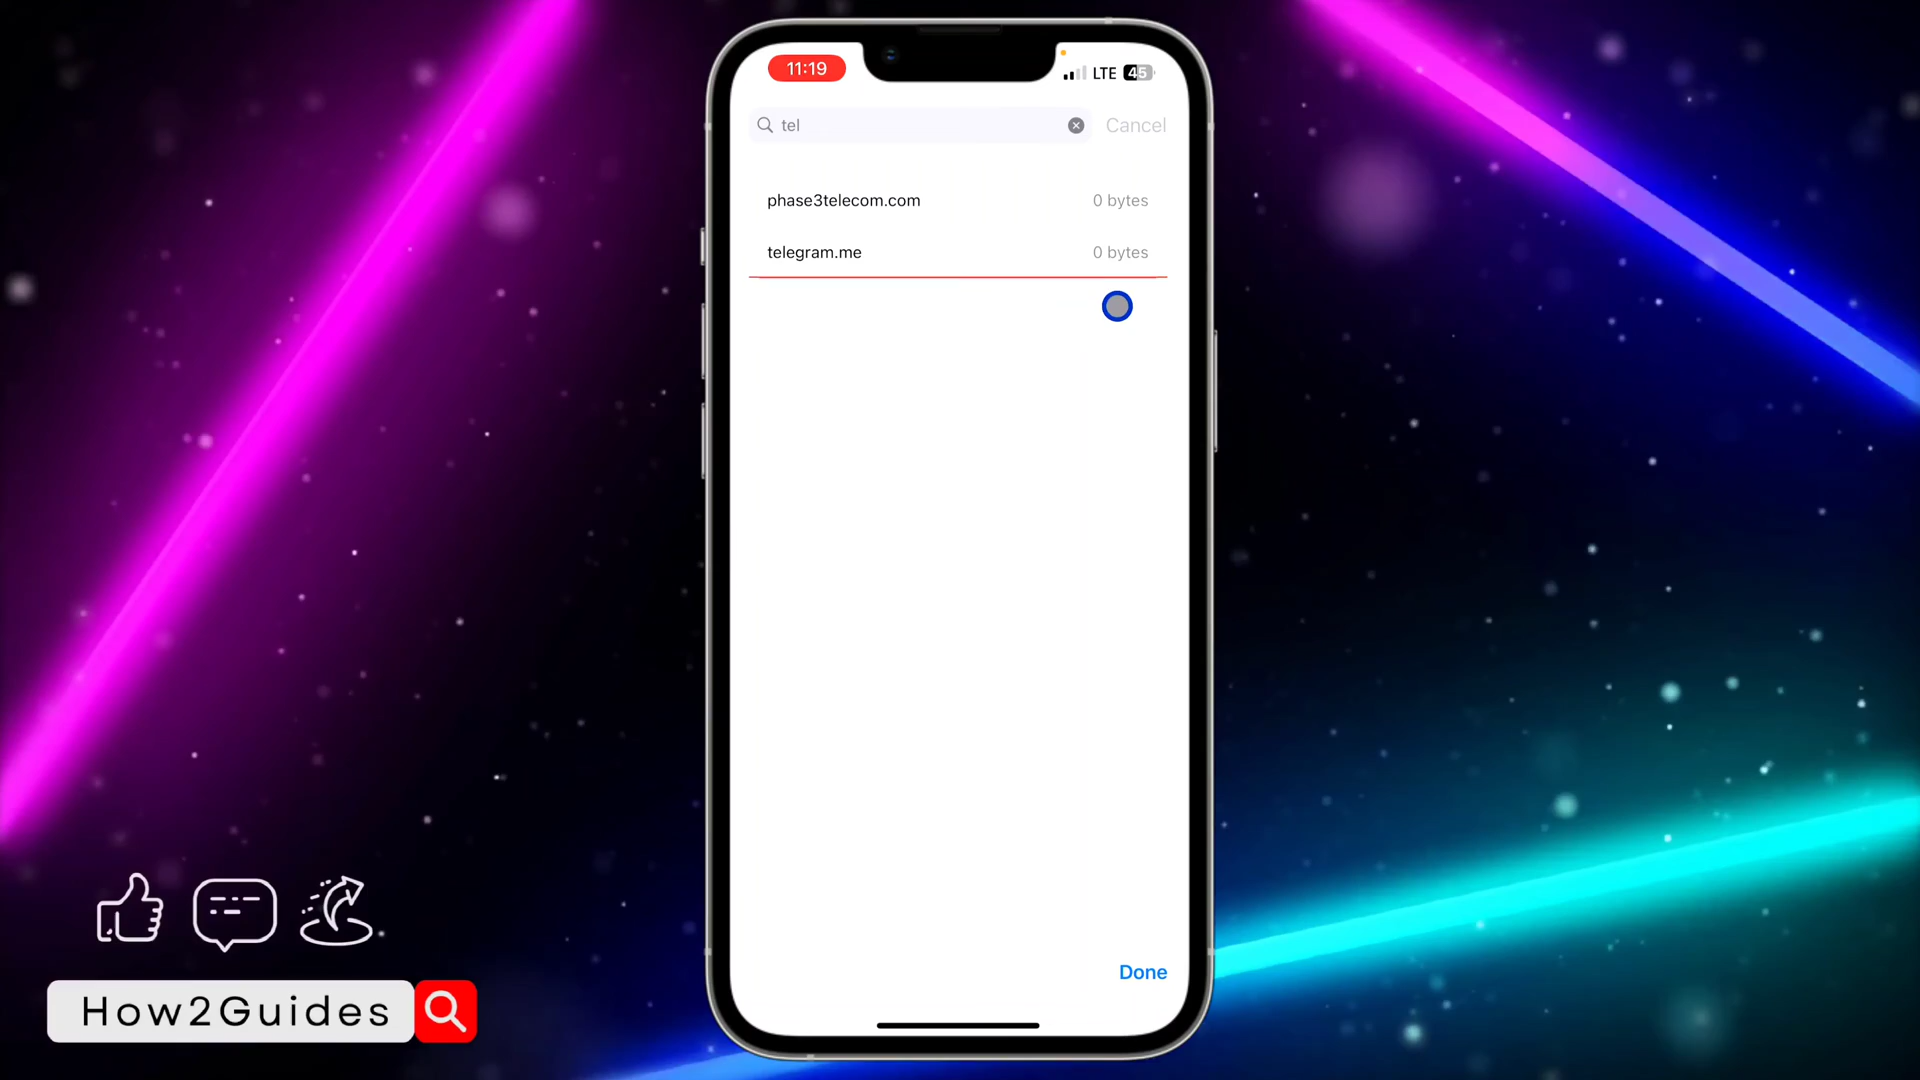 11:19
LTE 45
tel
Cancel
phase3telecom.com 0 bytes
telegram.me 0 bytes
Done
How2Guides